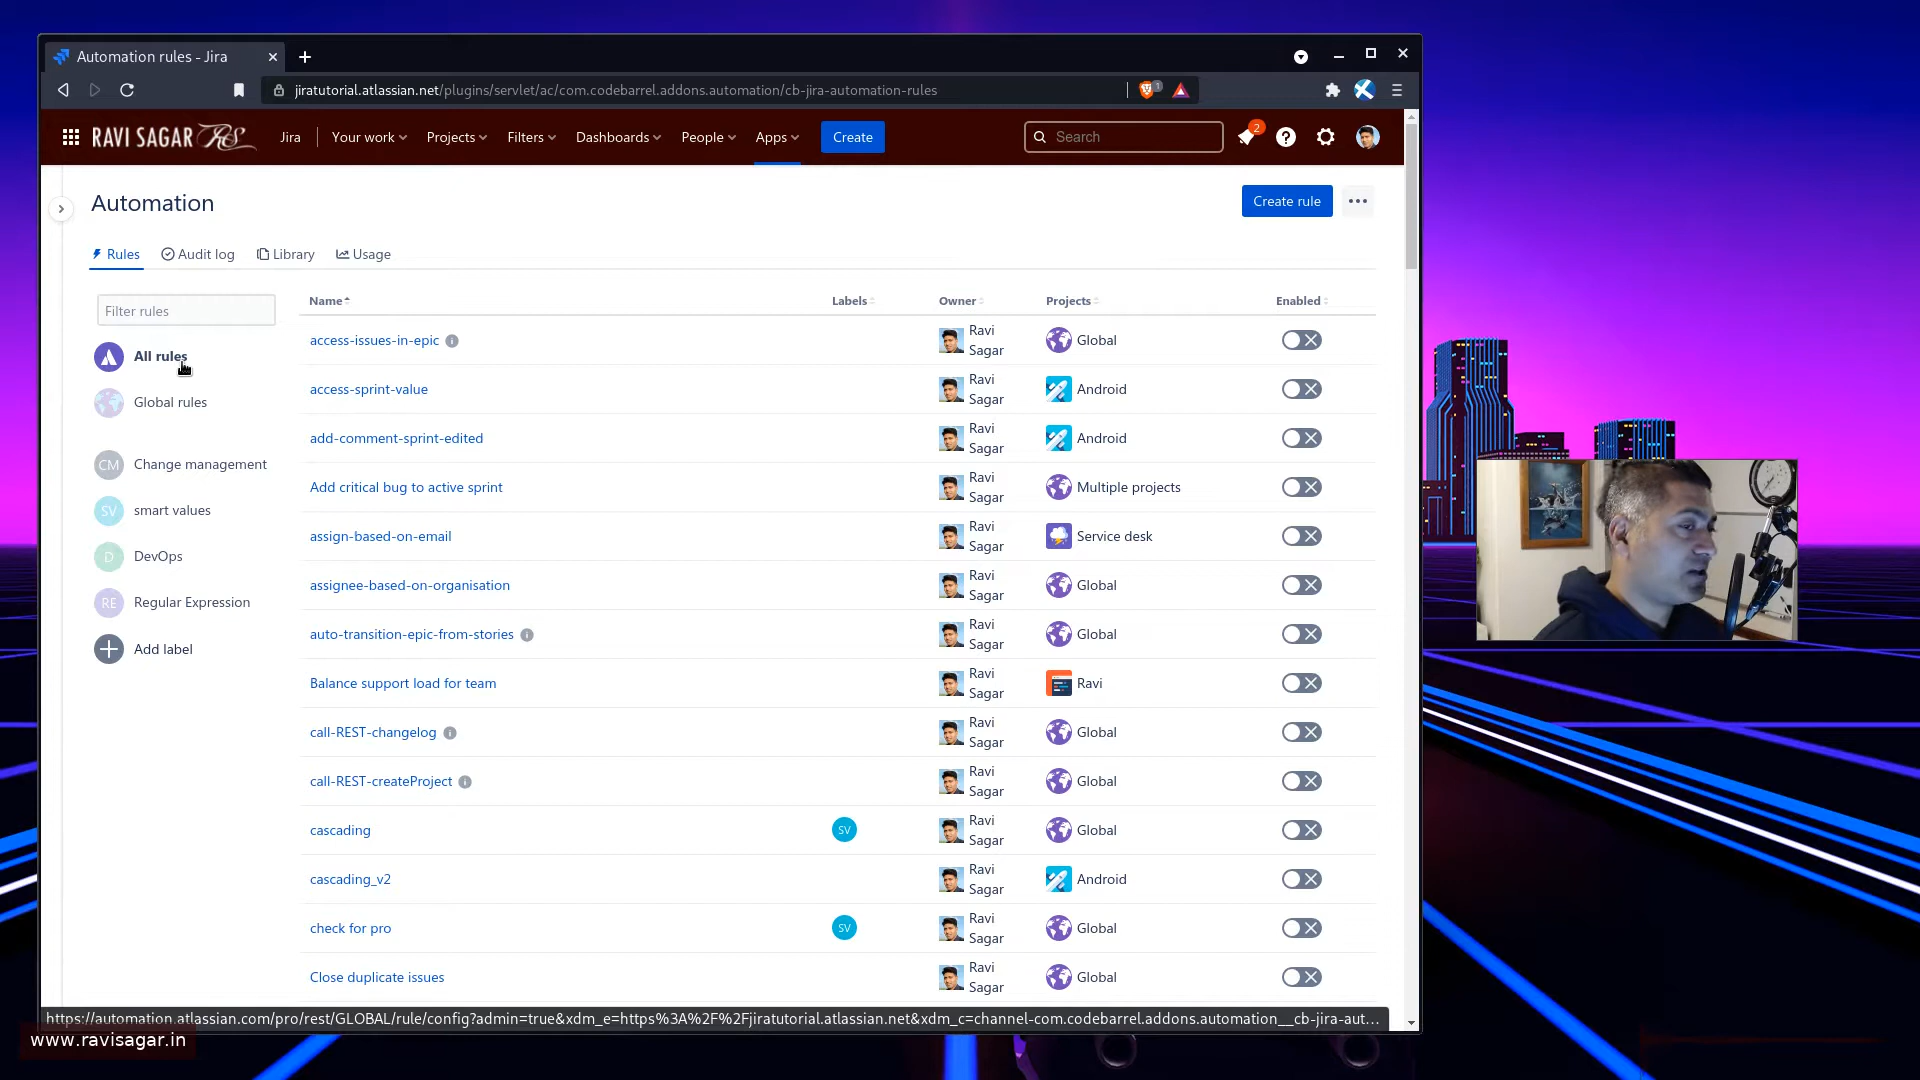 Automation rules - Jira
jiratutorial.atlassian.net/plugins/servlet/ac/com.codebarrel.addons.automation/cb-jira-automation-rules
1
RAVI SAGAR RS
Jira
Your work
Projects
Filters
Dashboards
People
Apps
Create
Search
2
Automation
Create rule
Rules
Audit log
Library
Usage
Filter rules
All rules
Global rules
CM Change management
SV smart values
D DevOps
RE Regular Expression
Add label
Name Labels Owner Projects Enabled
access-issues-in-epic Ravi Sagar Global
access-sprint-value Ravi Sagar Android
add-comment-sprint-edited Ravi Sagar Android
Add critical bug to active sprint Ravi Sagar Multiple projects
assign-based-on-email Ravi Sagar Service desk
assignee-based-on-organisation Ravi Sagar Global
auto-transition-epic-from-stories Ravi Sagar Global
Balance support load for team Ravi Sagar Ravi
call-REST-changelog Ravi Sagar Global
call-REST-createProject Ravi Sagar Global
cascading SV Ravi Sagar Global
cascading_v2 Ravi Sagar Android
check for pro SV Ravi Sagar Global
Close duplicate issues Ravi Sagar Global
https://automation.atlassian.com/pro/rest/GLOBAL/rule/config?admin=true&xdm_e=https%3A%2F%2Fjiratutorial.atlassian.net&xdm_c=channel-com.codebarrel.addons.automation__cb-jira-aut...
www.ravisagar.in